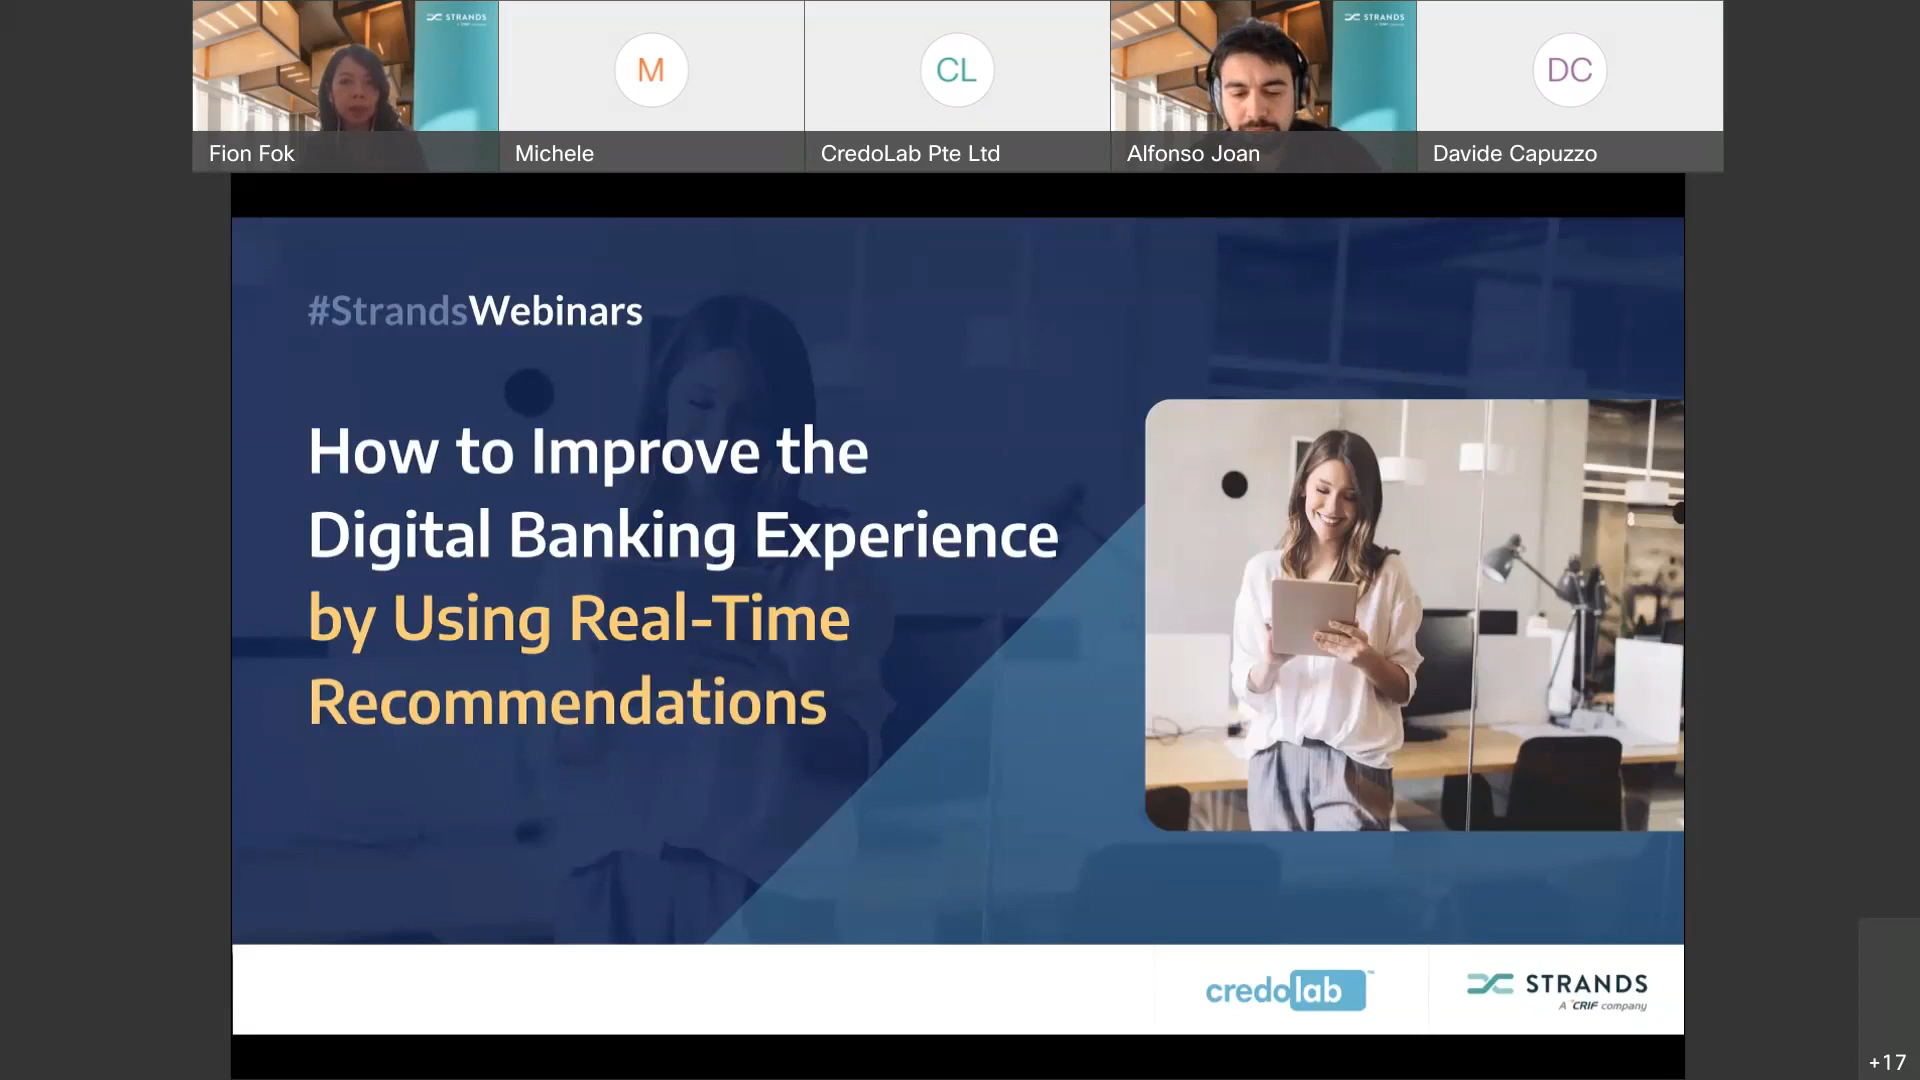 STRANDS
STRANDS
M
CL
DC
Fion Fok
Michele
CredoLab Pte Ltd
Alfonso Joan
Davide Capuzzo
#StrandsWebinars
How to Improve the
Digital Banking Experience
by Using Real-Time
Recommendations
credolab™
STRANDS
A CRIF company
+17